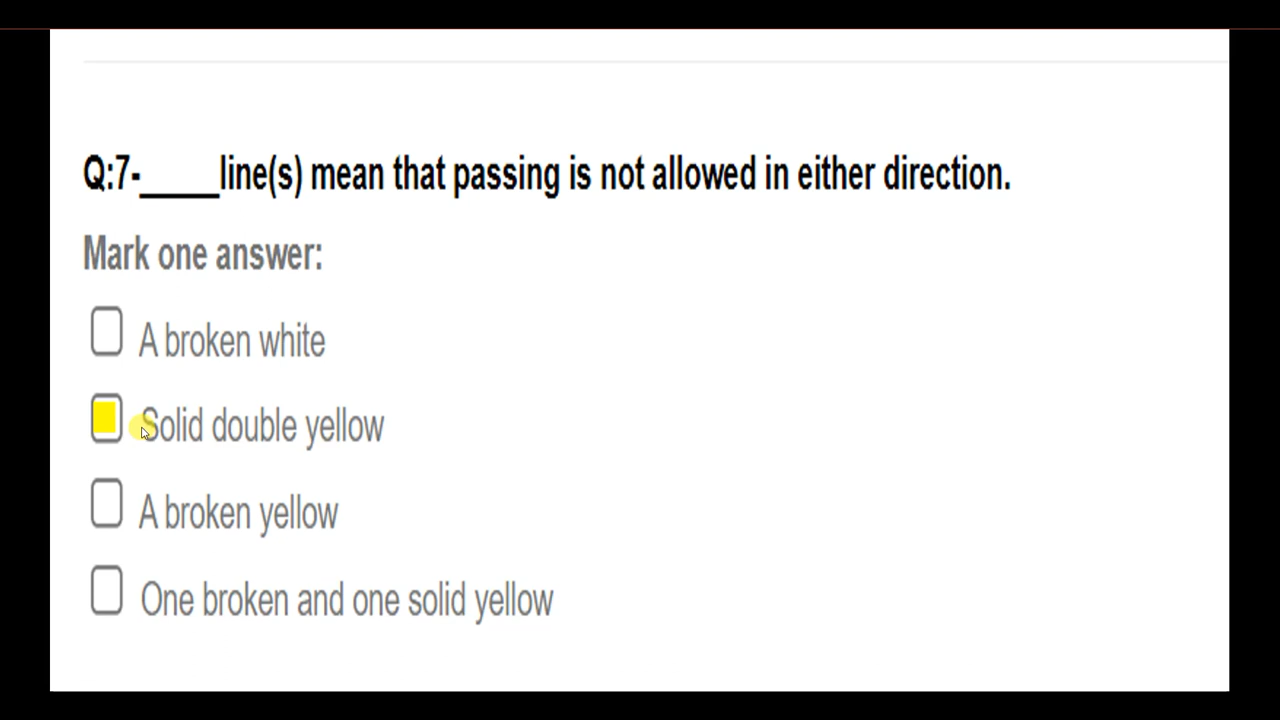 Q:7-_____line(s) mean that passing is not allowed in either direction.
Mark one answer:
A broken white
Solid double yellow
A broken yellow
One broken and one solid yellow